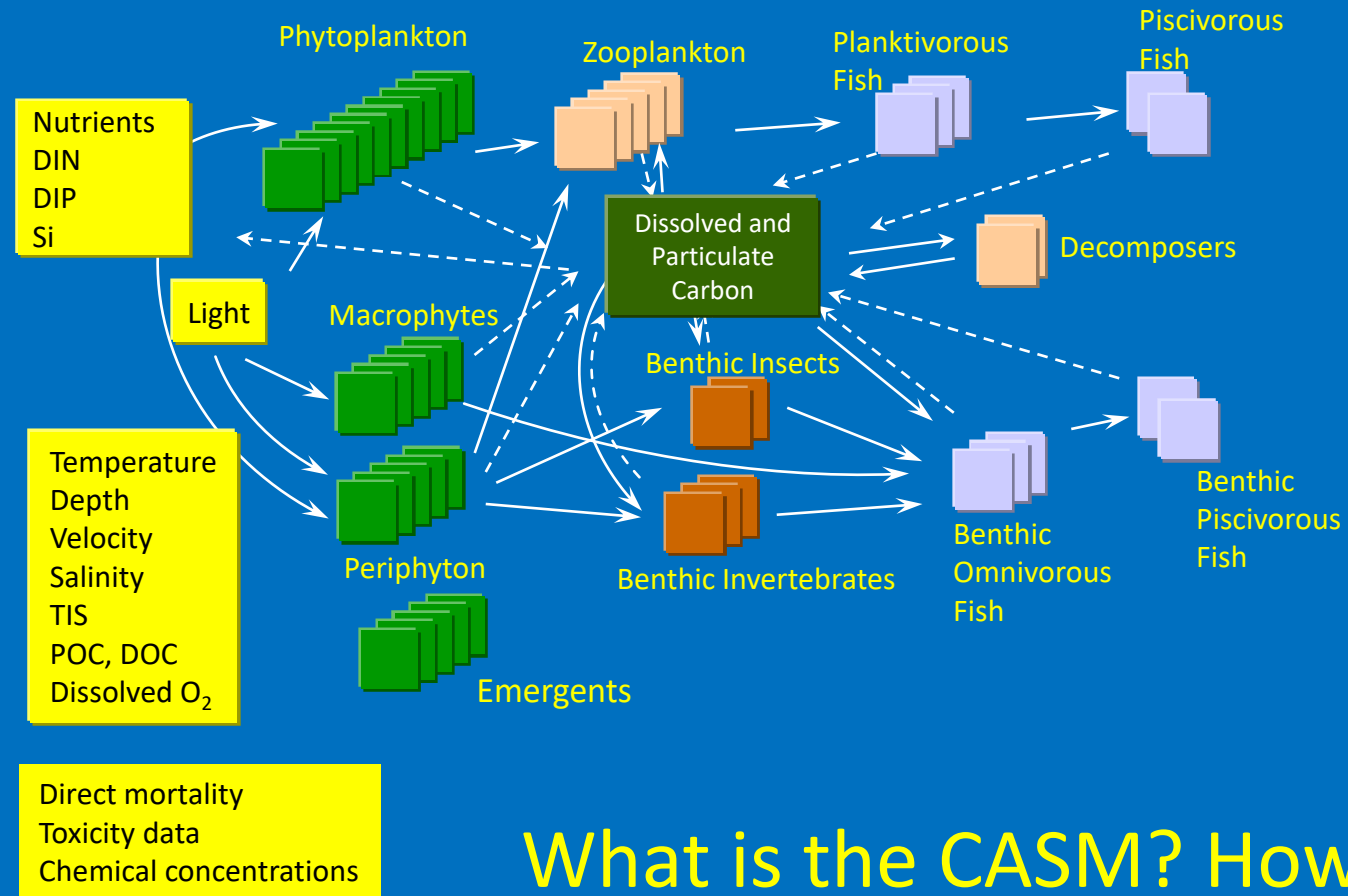 Phytoplankton
Zooplankton
Planktivorous
Fish
Piscivorous
Fish
Nutrients
DIN
DIP
Si
Dissolved and
Particulate
Carbon
Decomposers
Light
Macrophytes
Benthic Insects
Temperature
Depth
Velocity
Salinity
TIS
POC, DOC
Dissolved O₂
Periphyton
Benthic Invertebrates
Benthic
Omnivorous
Fish
Benthic
Piscivorous
Fish
Emergents
Direct mortality
Toxicity data
Chemical concentrations
What is the CASM? How